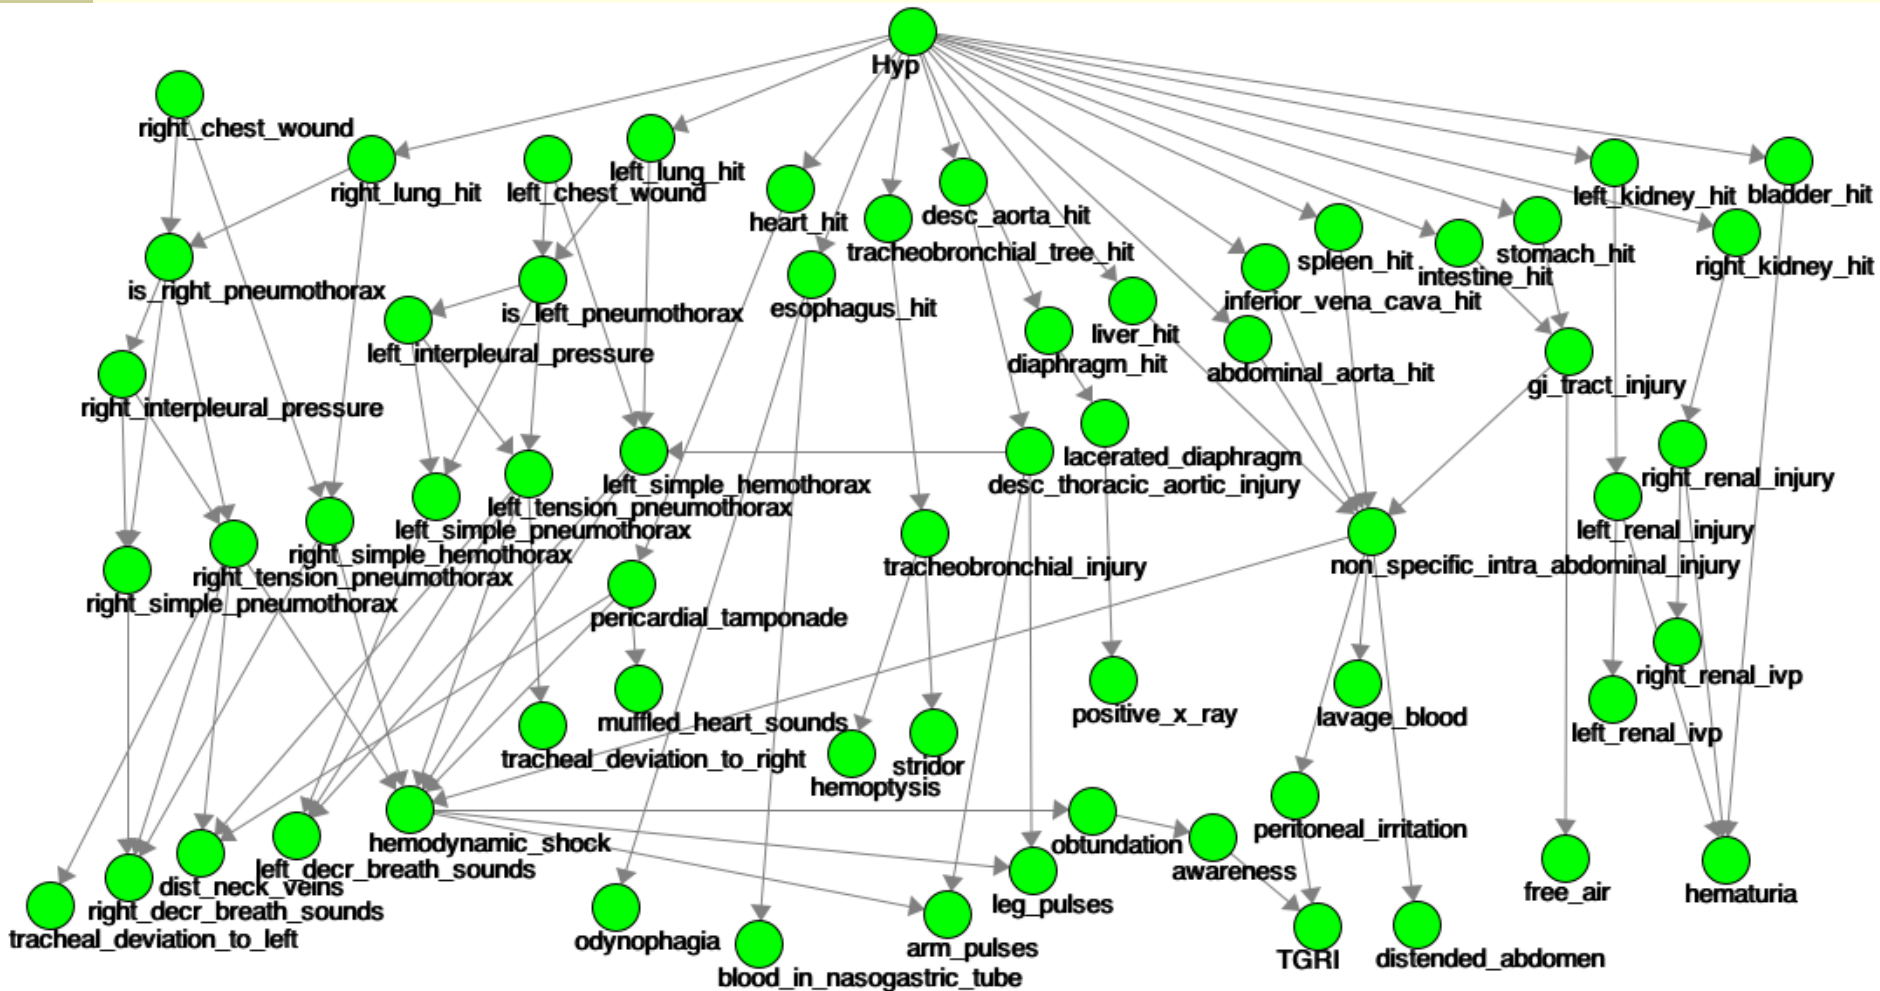 Hyp
right_chest_wound
left_lung_hit
right_lung_hit
left_chest_wound
left_kidney_hit
bladder_hit
heart_hit
desc_aorta_hit
tracheobronchial_tree_hit
spleen_hit
stomach_hit
right_kidney_hit
intestine_hit
is_right_pneumothorax
inferior_vena_cava_hit
esophagus_hit
is_left_pneumothorax
liver_hit
left_interpleural_pressure
diaphragm_hit
abdominal_aorta_hit
gi_tract_injury
right_interpleural_pressure
lacerated_diaphragm
left_simple_hemothorax
desc_thoracic_aortic_injury
right_renal_injury
left_tension_pneumothorax
left_simple_pneumothorax
left_renal_injury
right_simple_hemothorax
tracheobronchial_injury
non_specific_intra_abdominal_injury
right_tension_pneumothorax
right_simple_pneumothorax
pericardial_tamponade
right_renal_ivp
positive_x_ray
lavage_blood
muffled_heart_sounds
left_renal_ivp
tracheal_deviation_to_right
stridor
hemoptysis
peritoneal_irritation
hemodynamic_shock
obtundation
left_decr_breath_sounds
awareness
dist_neck_veins
free_air
hematuria
leg_pulses
right_decr_breath_sounds
tracheal_deviation_to_left
odynophagia
arm_pulses
TGRI
distended_abdomen
blood_in_nasogastric_tube